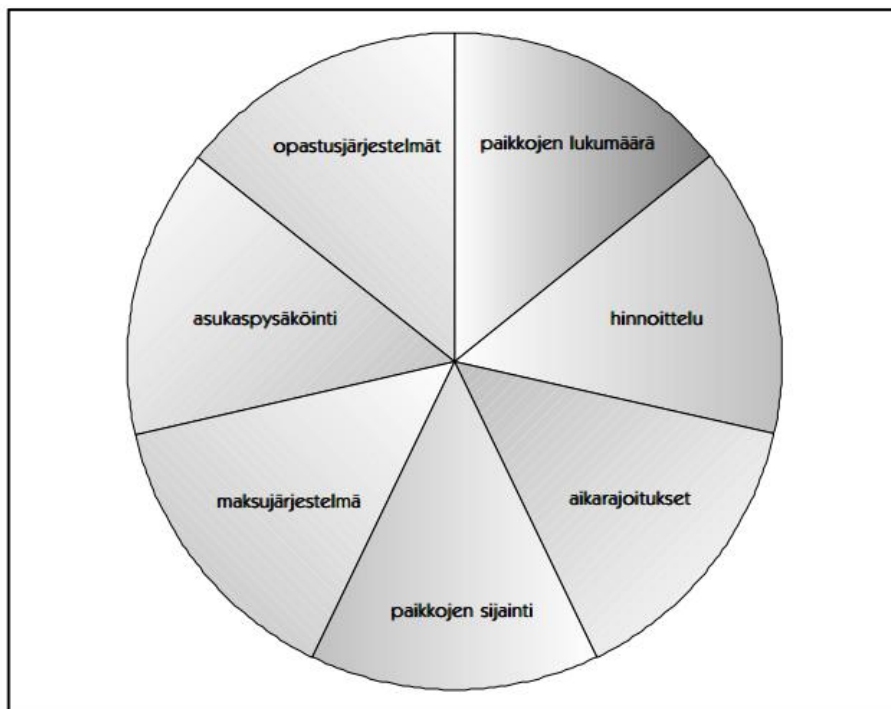 opastusjärjestelmät
paikkojen lukumäärä
asukaspysäköinti
hinnoittelu
maksujärjestelmä
aikarajoitukset
paikkojen sijainti